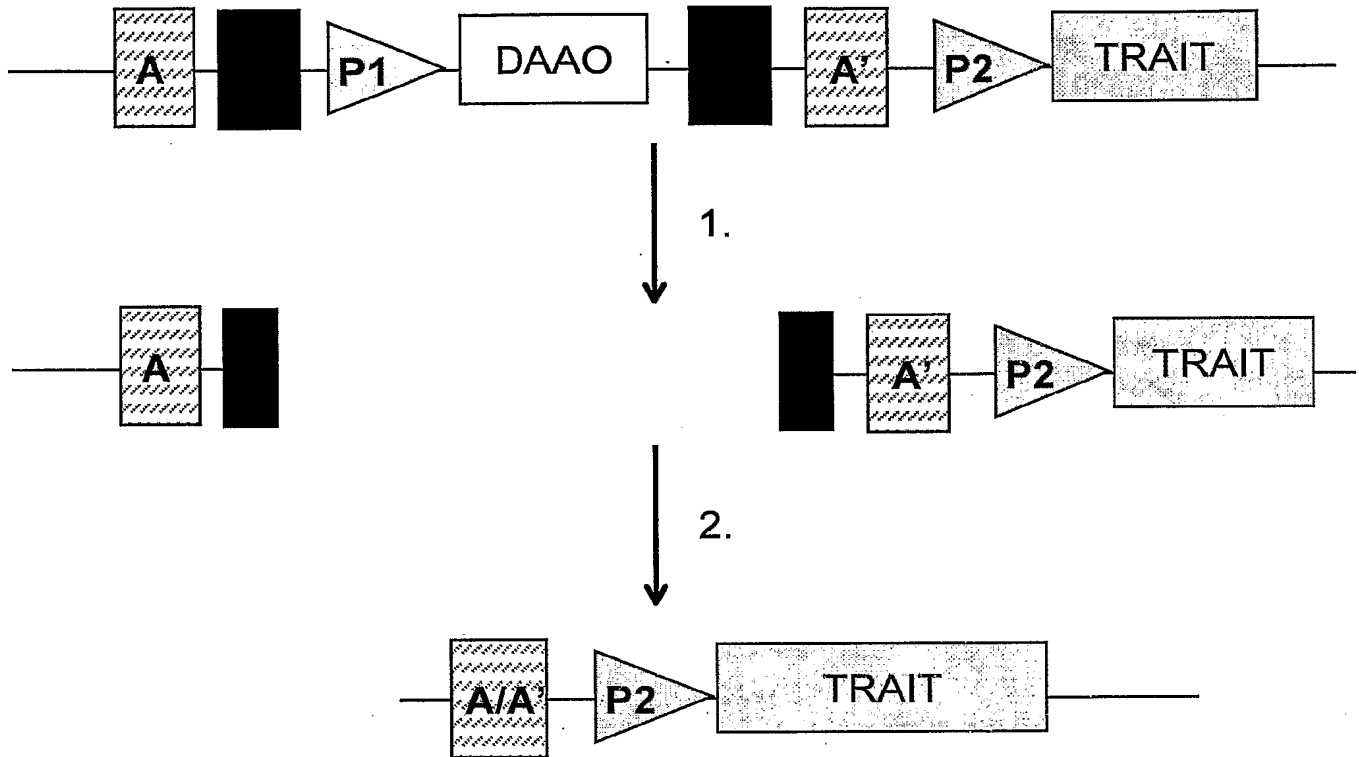 A P1 DAAO A' P2 TRAIT
1.
A A' P2 TRAIT
2.
A/A' P2 TRAIT